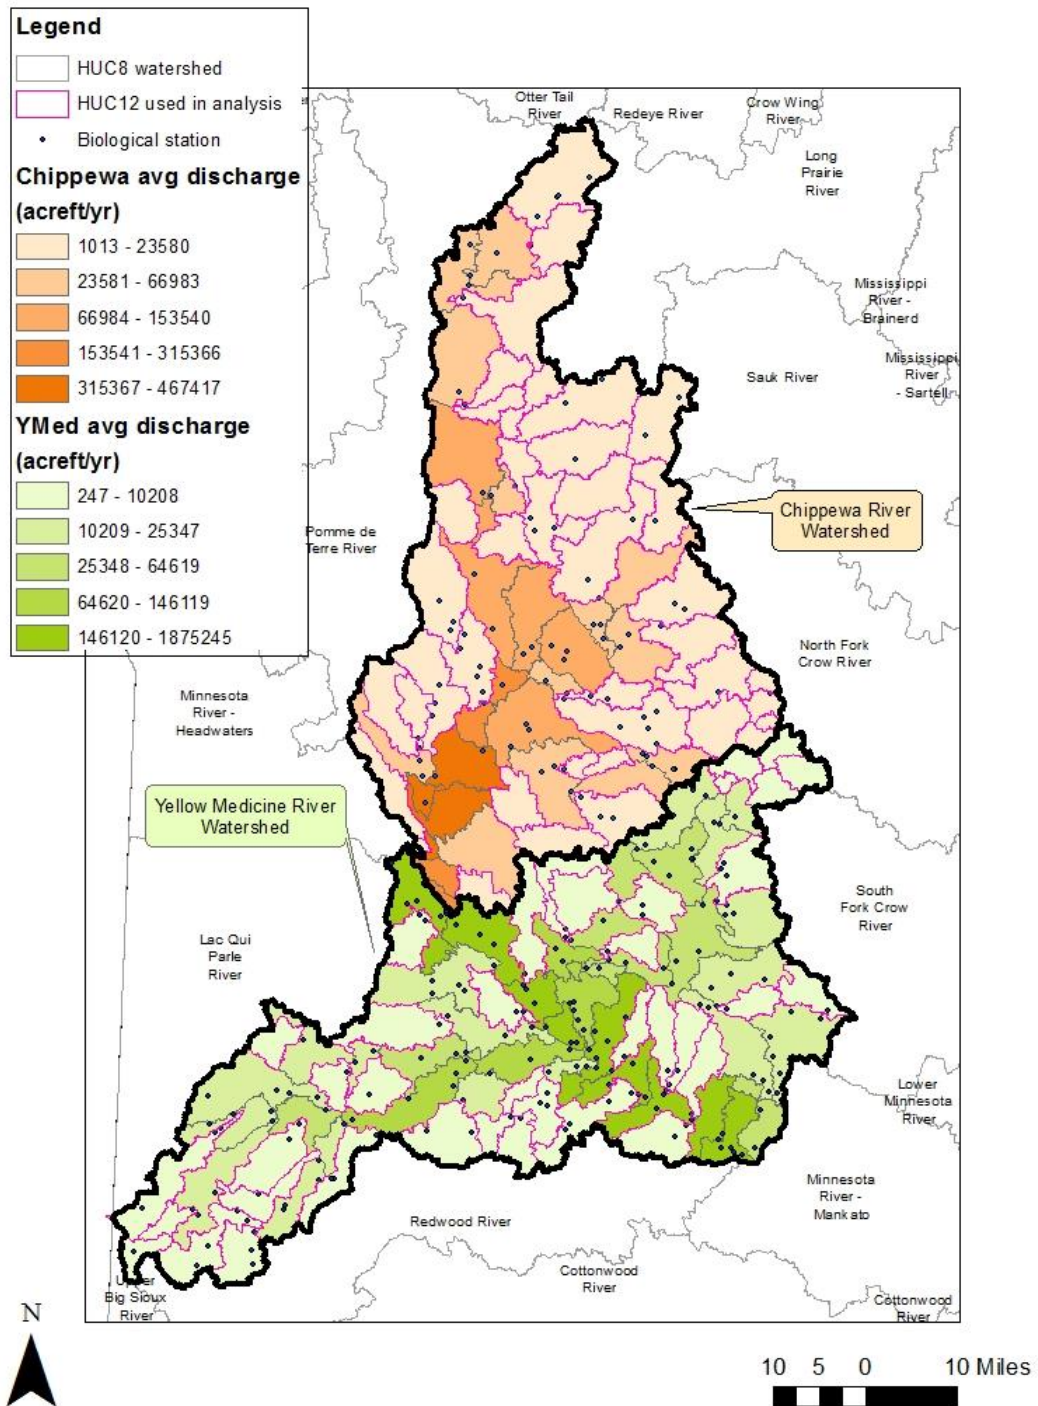 Legend
HUC8 watershed
HUC12 used in analysis
Biological station
Chippewa avg discharge
(acreft/yr)
1013 - 23580
23581 - 66983
66984 - 153540
153541 - 315366
315367 - 467417
YMed avg discharge
(acreft/yr)
247 - 10208
10209 - 25347
25348 - 64619
64620 - 146119
146120 - 1875245
Otter Tail
River
Redeye River
Crow Wing
River
Long
Prairie
River
Mississippi
River -
Brainerd
Mississippi
River
- Sartell
Sauk River
Chippewa River
Watershed
Pomme de
Terre River
North Fork
Crow River
Minnesota
River -
Headwaters
Yellow Medicine River
Watershed
South
Fork Crow
River
Lac Qui
Parle
River
Lower
Minnesota
River
Minnesota
River -
Mankato
Redwood River
Cottonwood
River
Upper
Big Sioux
River
Cottonwood
River
N
10 5 0 10 Miles